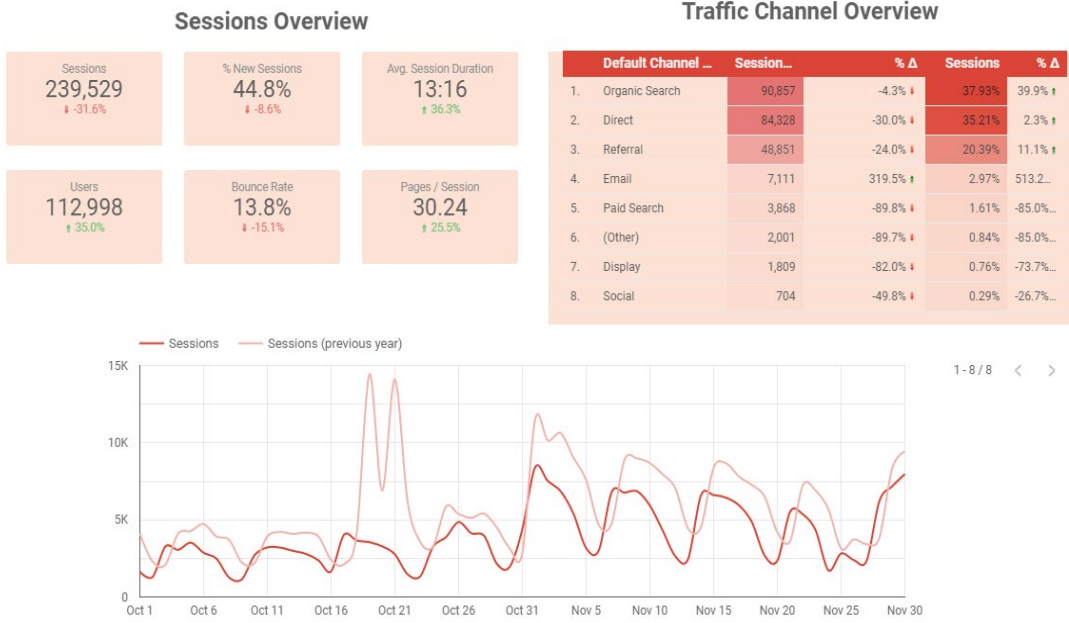 Sessions Overview
Sessions
239,529
-31.6%
% New Sessions
44.8%
-8.6%
Avg. Session Duration
13:16
36.3%
Users
112,998
35.0%
Bounce Rate
13.8%
-15.1%
Pages / Session
30.24
25.5%
Traffic Channel Overview
Default Channel ... Session... % Δ Sessions % Δ
1. Organic Search 90,857 -4.3% 37.93% 39.9%
2. Direct 84,328 -30.0% 35.21% 2.3%
3. Referral 48,851 -24.0% 20.39% 11.1%
4. Email 7,111 319.5% 2.97% 513.2...
5. Paid Search 3,868 -89.8% 1.61% -85.0%...
6. (Other) 2,001 -89.7% 0.84% -85.0%...
7. Display 1,809 -82.0% 0.76% -73.7%...
8. Social 704 -49.8% 0.29% -26.7%...
1 - 8 / 8 < >
Sessions Sessions (previous year)
15K
10K
5K
0
Oct 1 Oct 6 Oct 11 Oct 16 Oct 21 Oct 26 Oct 31 Nov 5 Nov 10 Nov 15 Nov 20 Nov 25 Nov 30